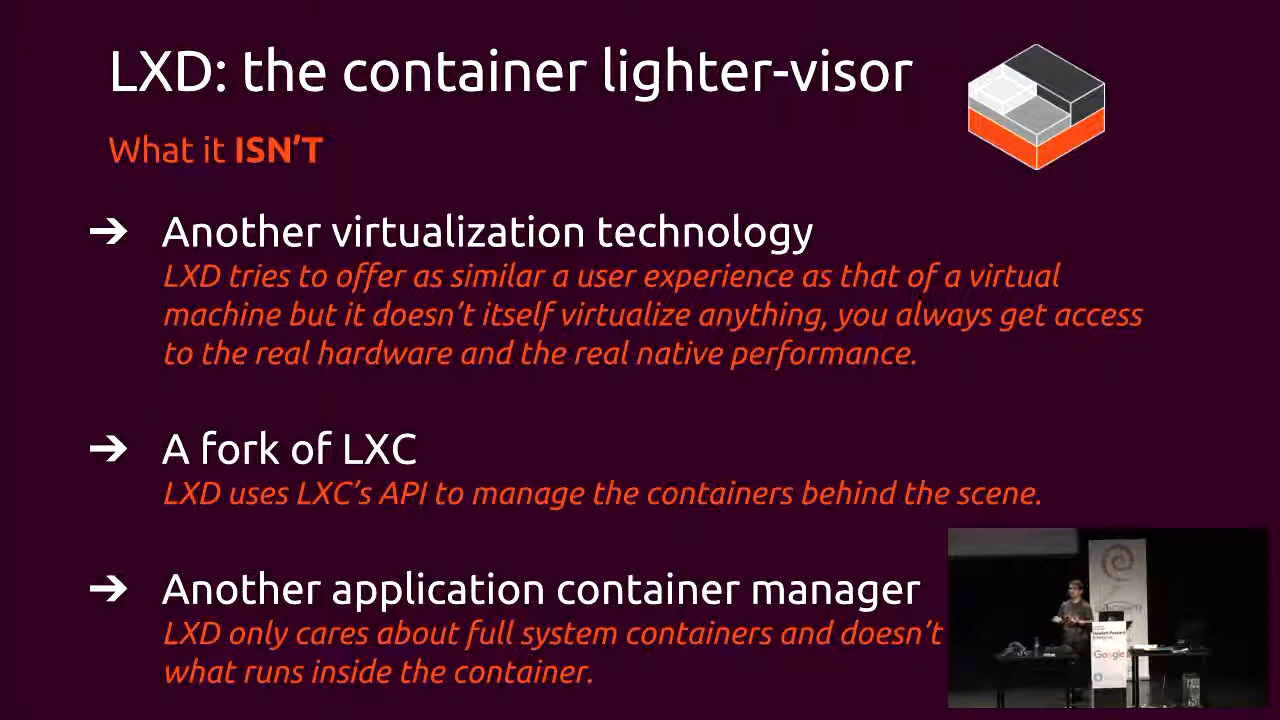 LXD: the container lighter-visor
What it ISN'T
➔ Another virtualization technology
LXD tries to offer as similar a user experience as that of a virtual
machine but it doesn't itself virtualize anything, you always get access
to the real hardware and the real native performance.
➔ A fork of LXC
LXD uses LXC's API to manage the containers behind the scene.
➔ Another application container manager
LXD only cares about full system containers and doesn't
what runs inside the container.
Hewlett Packard
Google